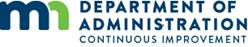 DEPARTMENT OF
ADMINISTRATION
CONTINUOUS IMPROVEMENT